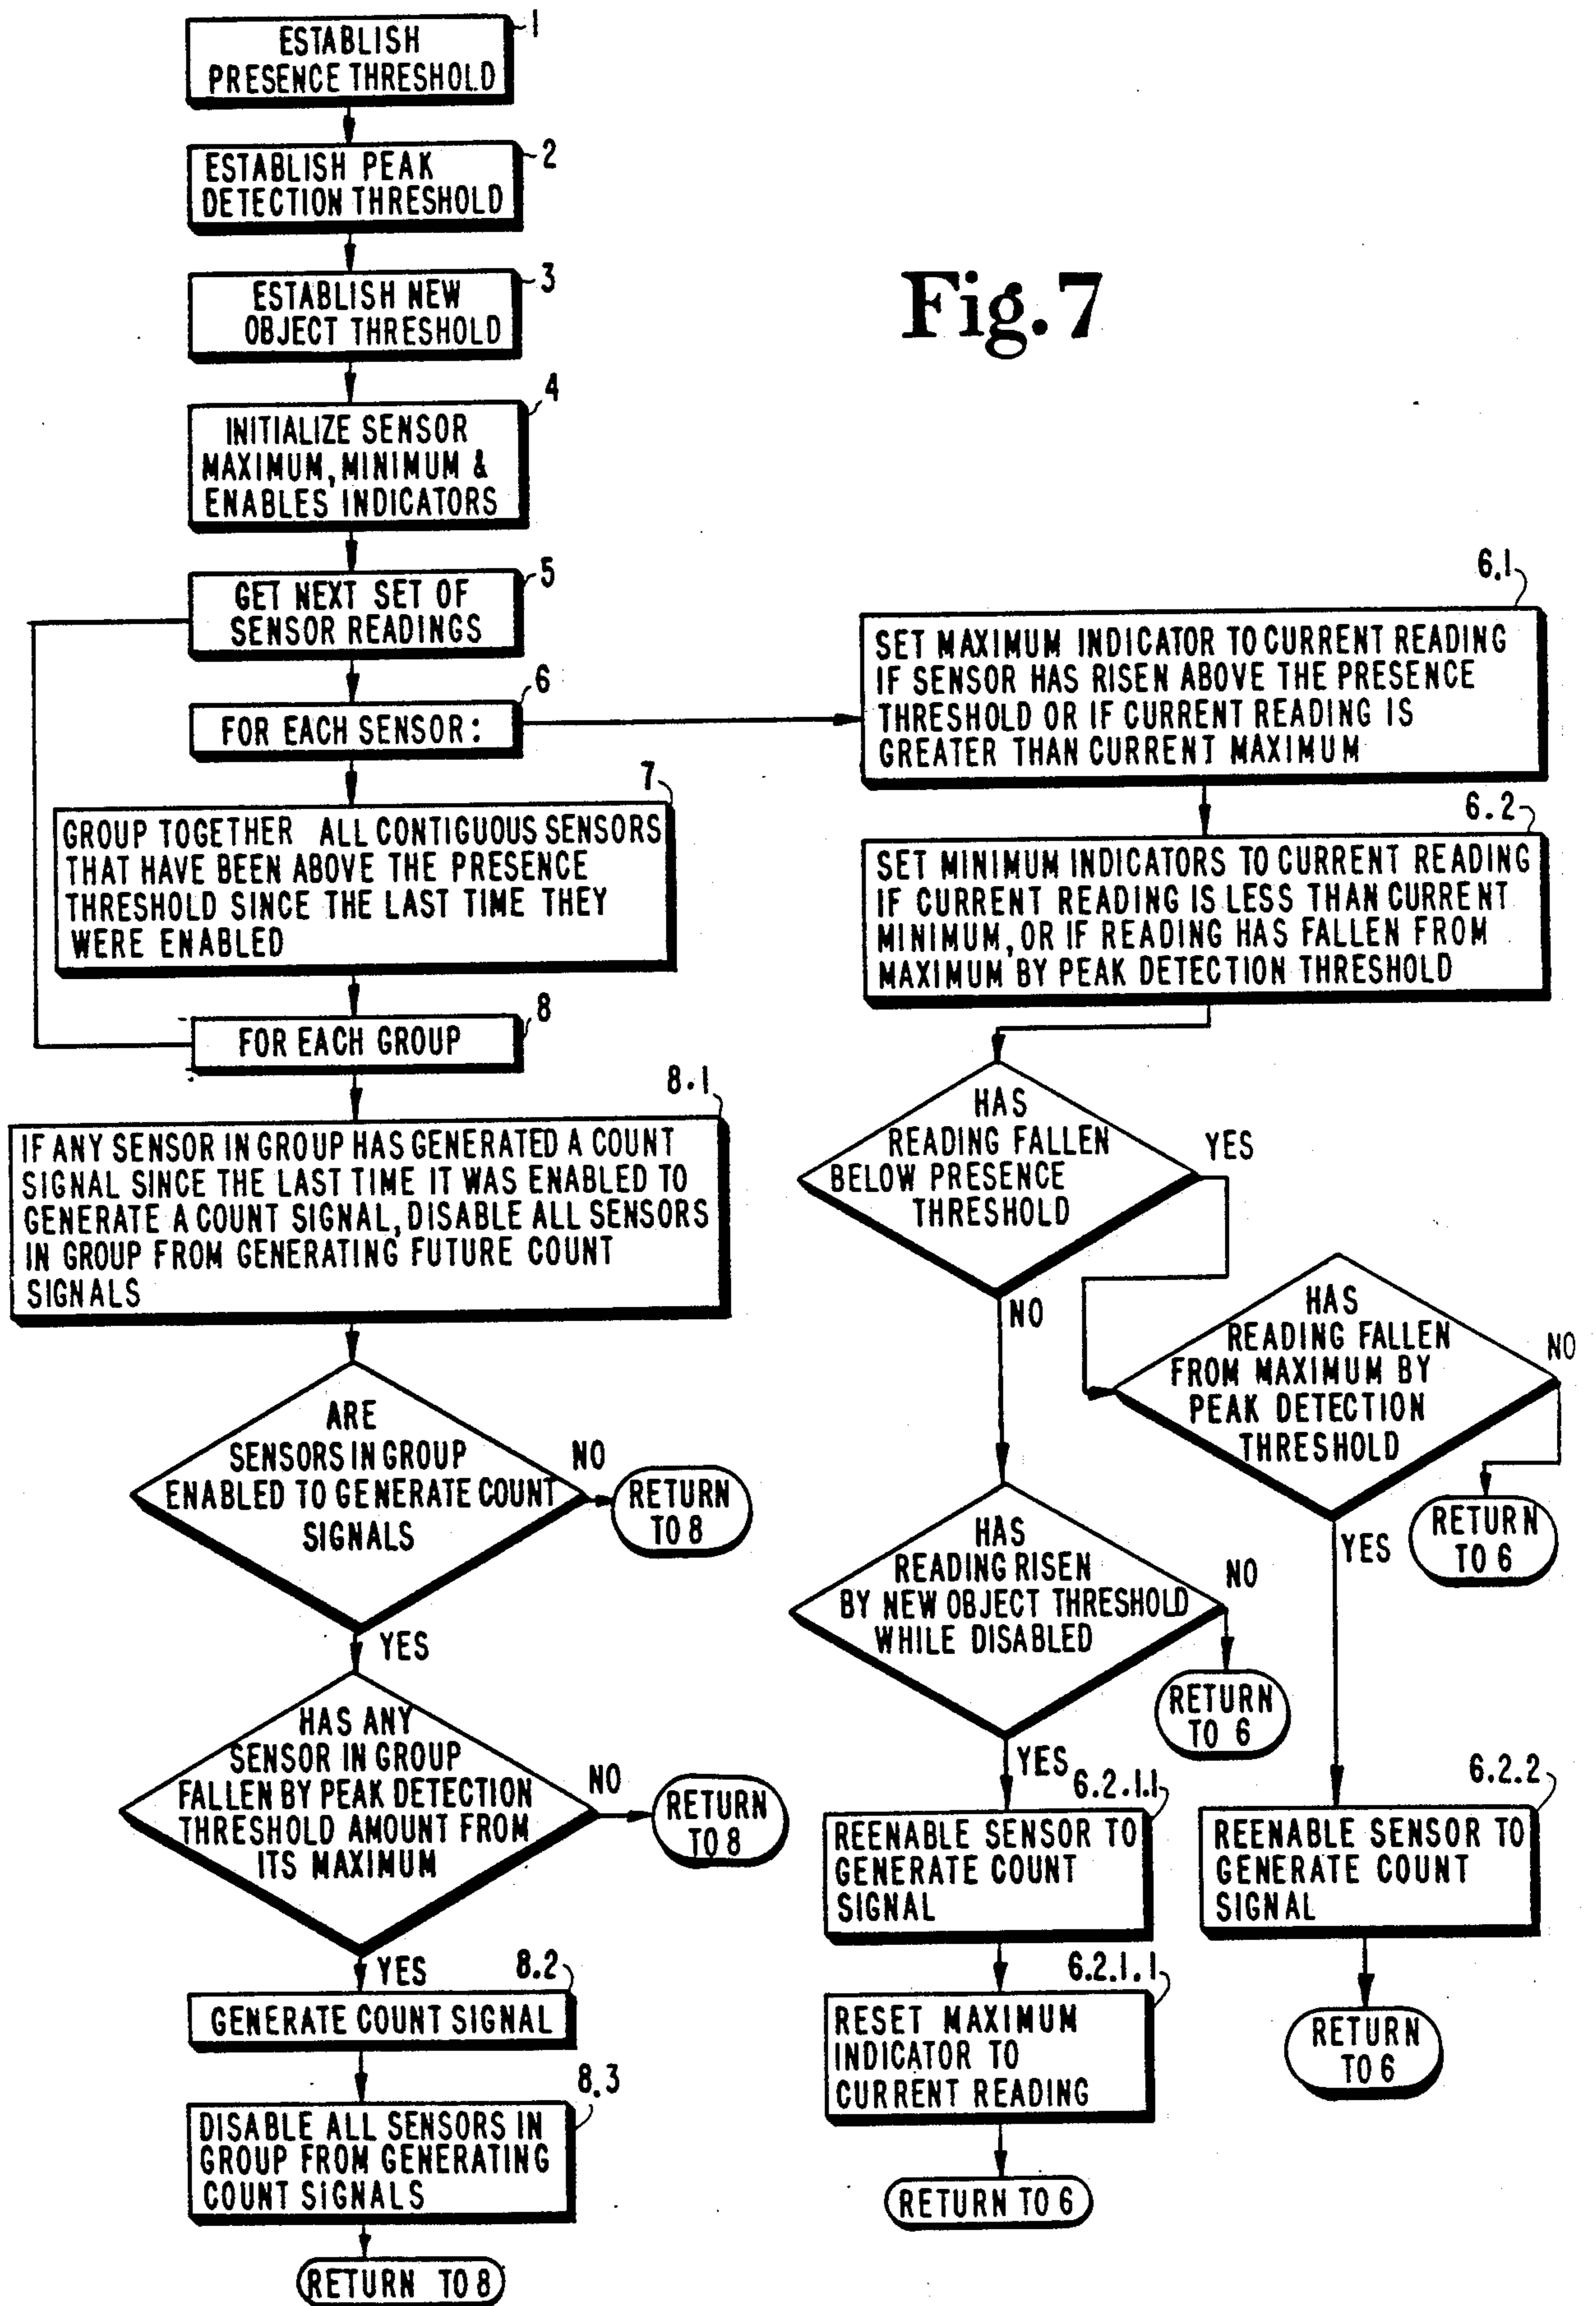 1
ESTABLISH
PRESENCE THRESHOLD
2
ESTABLISH PEAK
DETECTION THRESHOLD
3
ESTABLISH NEW
OBJECT THRESHOLD
Fig. 7
4
INITIALIZE SENSOR
MAXIMUM, MINIMUM &
ENABLES INDICATORS
5
GET NEXT SET OF
SENSOR READINGS
6
FOR EACH SENSOR:
7
GROUP TOGETHER ALL CONTIGUOUS SENSORS
THAT HAVE BEEN ABOVE THE PRESENCE
THRESHOLD SINCE THE LAST TIME THEY
WERE ENABLED
8
FOR EACH GROUP
8.1
IF ANY SENSOR IN GROUP HAS GENERATED A COUNT
SIGNAL SINCE THE LAST TIME IT WAS ENABLED TO
GENERATE A COUNT SIGNAL, DISABLE ALL SENSORS
IN GROUP FROM GENERATING FUTURE COUNT
SIGNALS
ARE
SENSORS IN GROUP
ENABLED TO GENERATE COUNT
SIGNALS
NO
RETURN
TO 8
YES
HAS ANY
SENSOR IN GROUP
FALLEN BY PEAK DETECTION
THRESHOLD AMOUNT FROM
ITS MAXIMUM
NO
RETURN
TO 8
YES
8.2
GENERATE COUNT SIGNAL
8.3
DISABLE ALL SENSORS IN
GROUP FROM GENERATING
COUNT SIGNALS
RETURN TO 8
6.1
SET MAXIMUM INDICATOR TO CURRENT READING
IF SENSOR HAS RISEN ABOVE THE PRESENCE
THRESHOLD OR IF CURRENT READING IS
GREATER THAN CURRENT MAXIMUM
6.2
SET MINIMUM INDICATORS TO CURRENT READING
IF CURRENT READING IS LESS THAN CURRENT
MINIMUM, OR IF READING HAS FALLEN FROM
MAXIMUM BY PEAK DETECTION THRESHOLD
HAS
READING FALLEN
BELOW PRESENCE
THRESHOLD
YES
NO
HAS
READING FALLEN
FROM MAXIMUM BY
PEAK DETECTION
THRESHOLD
NO
RETURN
TO 6
YES
HAS
READING RISEN
BY NEW OBJECT THRESHOLD
WHILE DISABLED
NO
RETURN
TO 6
YES
6.2.1.1
REENABLE SENSOR TO
GENERATE COUNT
SIGNAL
6.2.1.1
RESET MAXIMUM
INDICATOR TO
CURRENT READING
RETURN TO 6
6.2.2
REENABLE SENSOR TO
GENERATE COUNT
SIGNAL
RETURN
TO 6